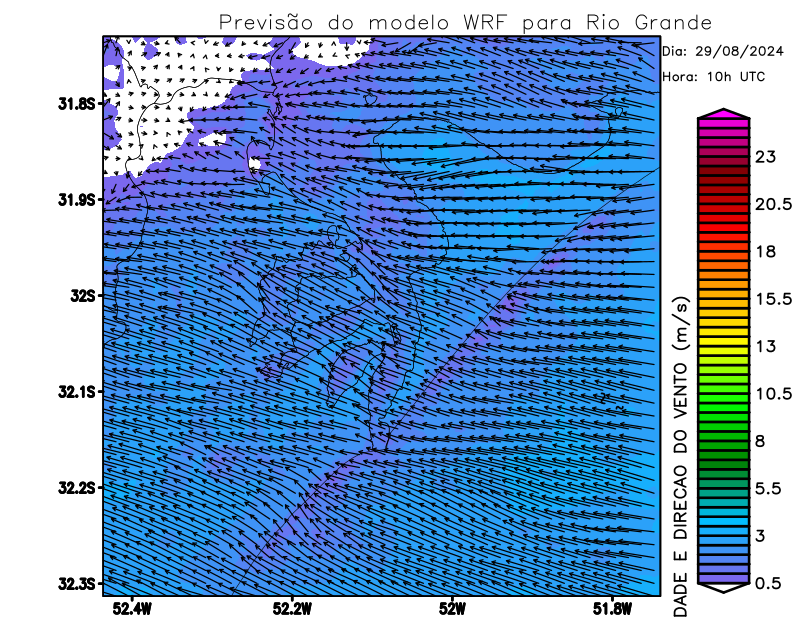 Previsão do modelo WRF para Rio Grande
Dia: 29/08/2024
Hora: 10h UTC
31.8S
31.9S
32S
32.1S
32.2S
32.3S
52.4W
52.2W
52W
51.8W
23
20.5
18
15.5
13
10.5
8
5.5
3
0.5
DADE E DIRECAO DO VENTO (m/s)